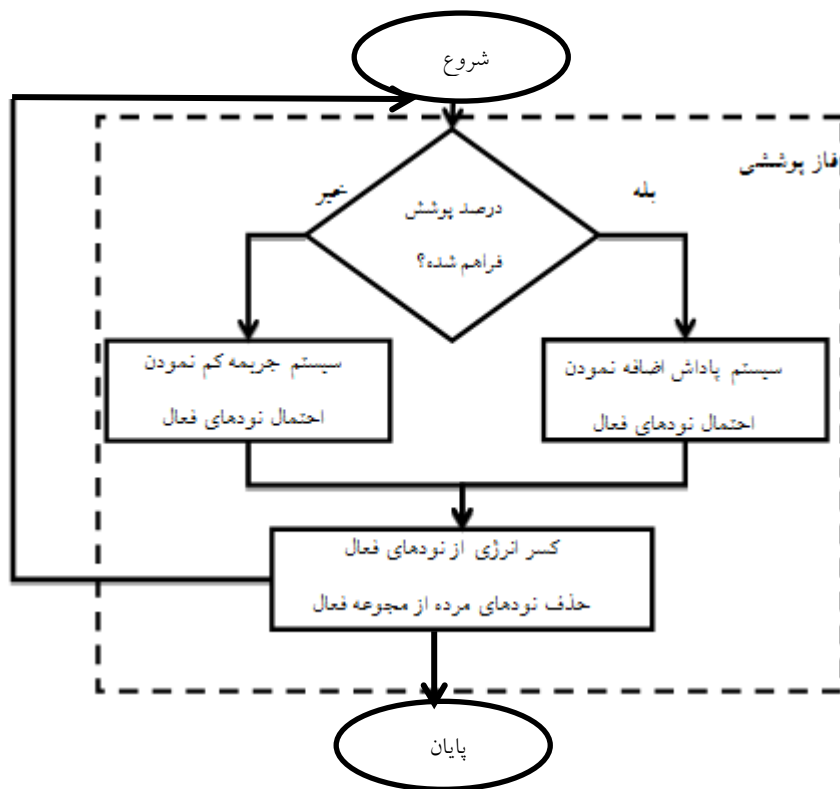 شروع
فاز پوششی
بله
خیر
درصد پوشش
فراهم شده؟
سیستم پاداش اضافه نمودن
احتمال نودهای فعال
سیستم جریمه کم نمودن
احتمال نودهای فعال
کسر انرژی از نودهای فعال
حذف نودهای مرده از مجوعه فعال
پایان